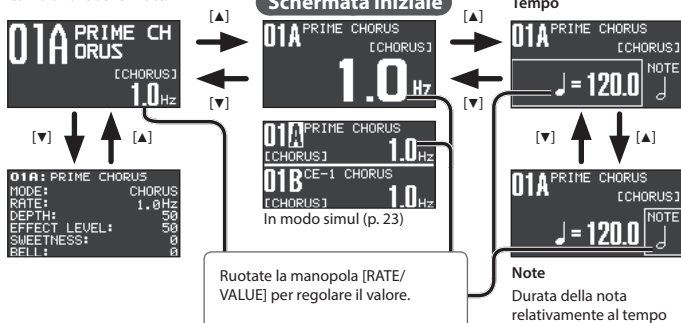 Schermata iniziale
Tempo
[▲]
[▲]
01A PRIME CH
ORUS
[CHORUS]
1.0Hz
01A PRIME CHORUS
[CHORUS]
1.0Hz
01A PRIME CHORUS
[CHORUS]
♩ = 120.0
NOTE
[▼]
[▼]
[▼]
[▲]
[▼]
[▲]
01A PRIME CHORUS
[CHORUS]
1.0Hz
01B CE-1 CHORUS
[CHORUS]
1.0Hz
In modo simul (p. 23)
01A: PRIME CHORUS
MODE: CHORUS
RATE: 1.0Hz
DEPTH: 50
EFFECT LEVEL: 50
SWEETNESS: 0
BELL: 0
01A PRIME CHORUS
[CHORUS]
♩ = 120.0
NOTE
Ruotate la manopola [RATE/
VALUE] per regolare il valore.
Note
Durata della nota
relativamente al tempo